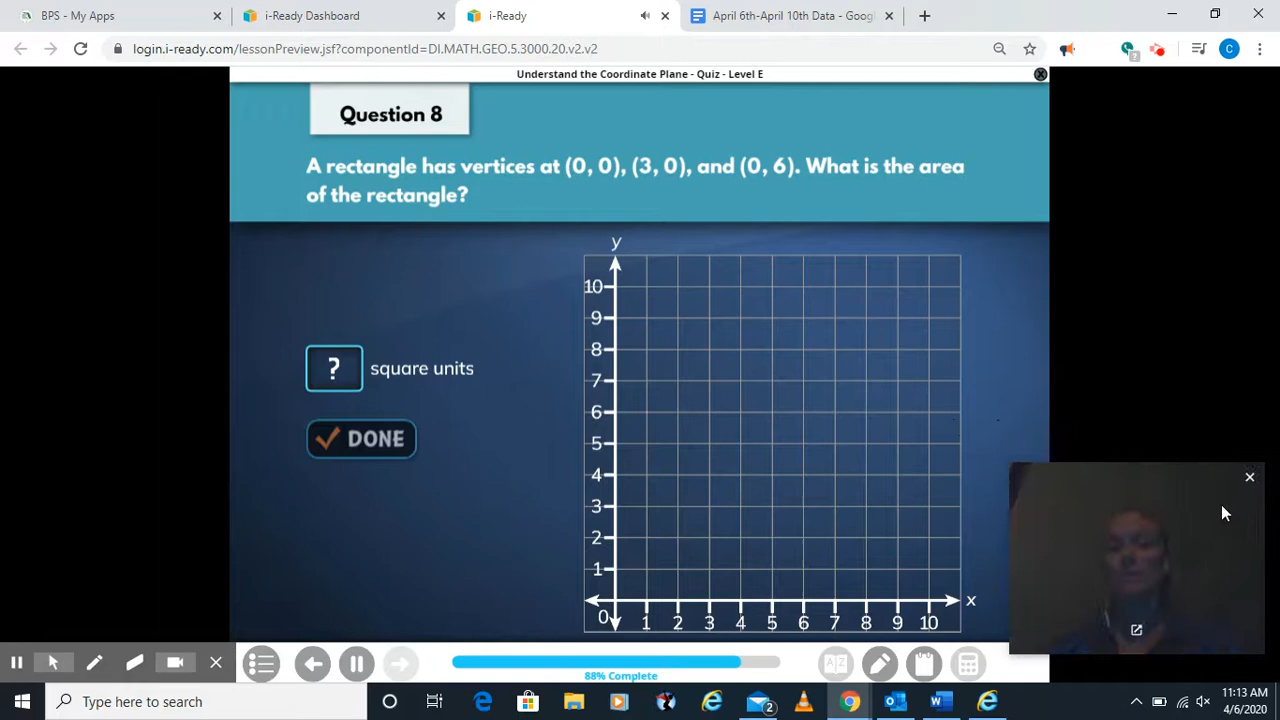 BPS - My Apps
i-Ready Dashboard
i-Ready
April 6th-April 10th Data - Googl
login.i-ready.com/lessonPreview.jsf?componentId=DI.MATH.GEO.5.3000.20.v2.v2
C
Understand the Coordinate Plane - Quiz - Level E
Question 8
A rectangle has vertices at (0, 0), (3, 0), and (0, 6). What is the area
of the rectangle?
? square units
DONE
y
10
9
8
7
6
5
4
3
2
1
0 1 2 3 4 5 6 7 8 9 10
x
88% Complete
A Z
Type here to search
2
11:13 AM
4/6/2020